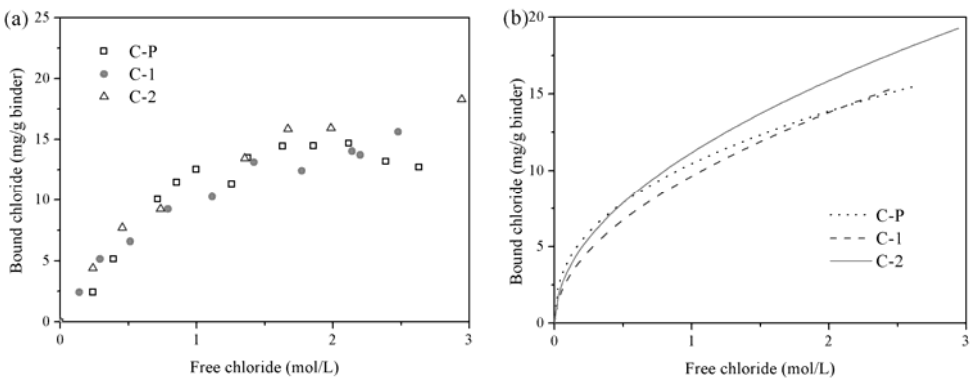 (a)
25
20
15
10
5
0
Bound chloride (mg/g binder)
C-P
C-1
C-2
0
1
2
3
Free chloride (mol/L)
(b)
20
15
10
5
0
Bound chloride (mg/g binder)
C-P
C-1
C-2
0
1
2
3
Free chloride (mol/L)